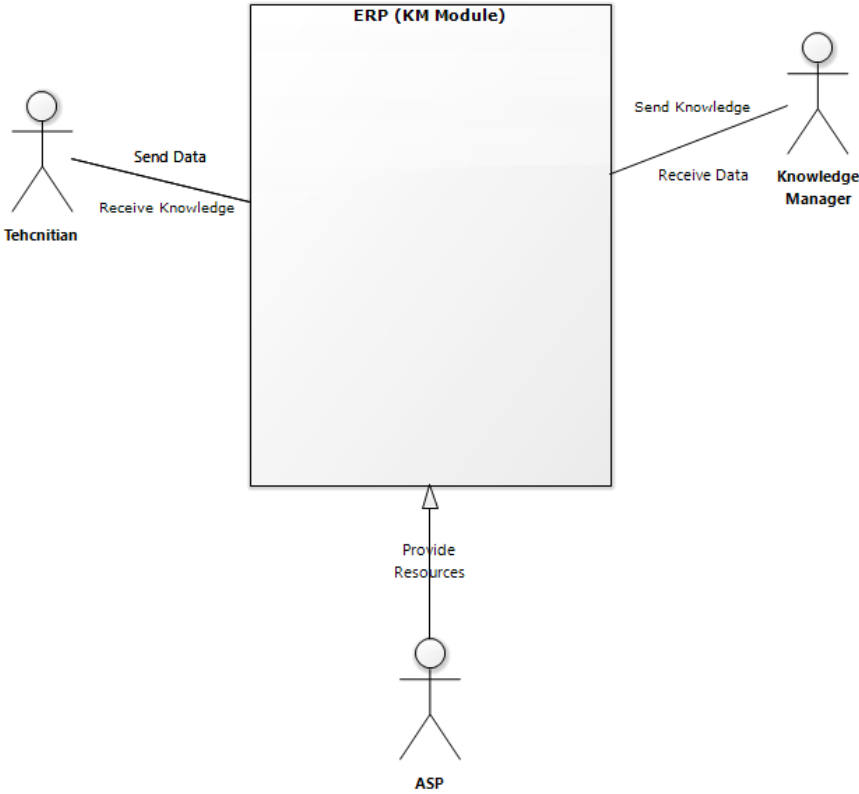 ERP (KM Module)
Send Knowledge
Send Data
Receive Data
Knowledge
Manager
Receive Knowledge
Tehcnitian
Provide
Resources
ASP